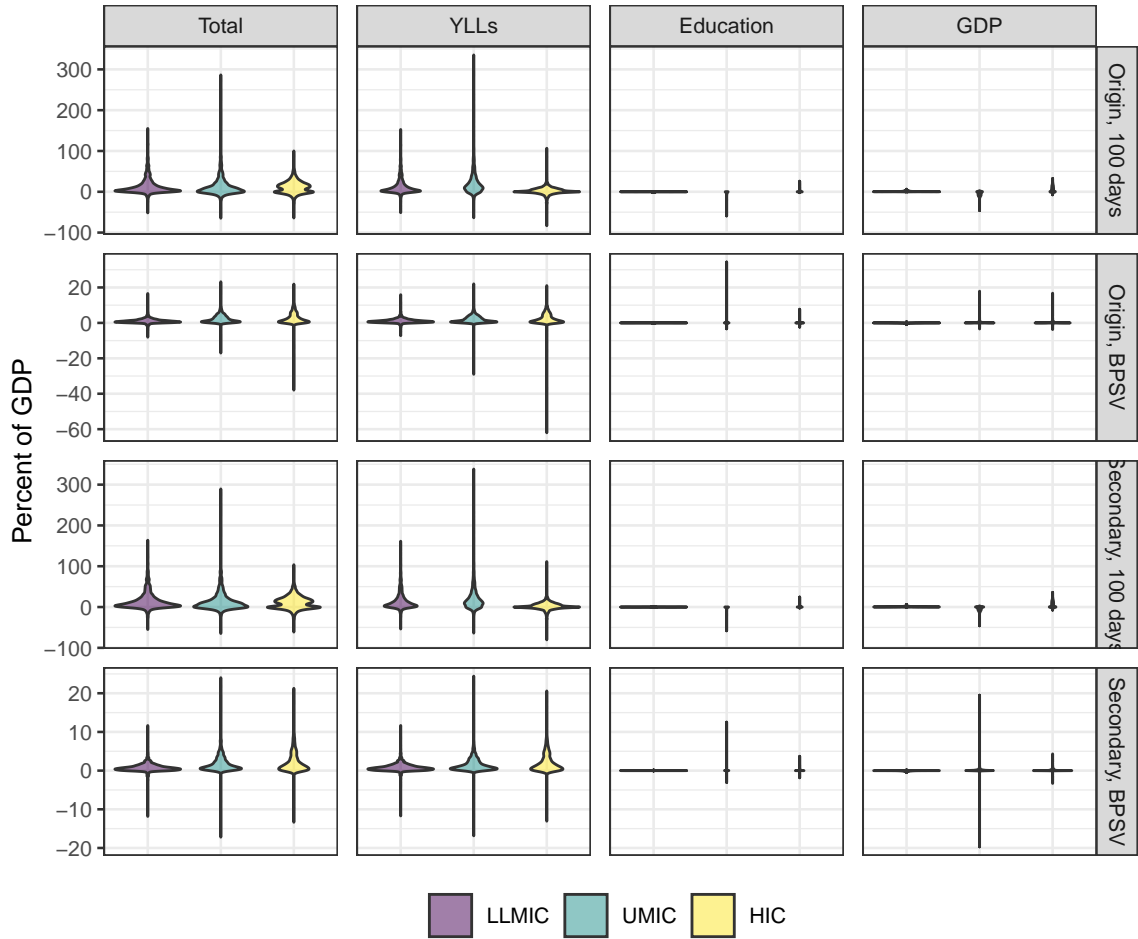 Total YLLs Education GDP
Percent of GDP
300
200
100
0
−100
Origin, 100 days
20
0
−20
−40
−60
Origin, BPSV
300
200
100
0
−100
Secondary, 100 days
20
10
0
−10
−20
Secondary, BPSV
LLMIC UMIC HIC